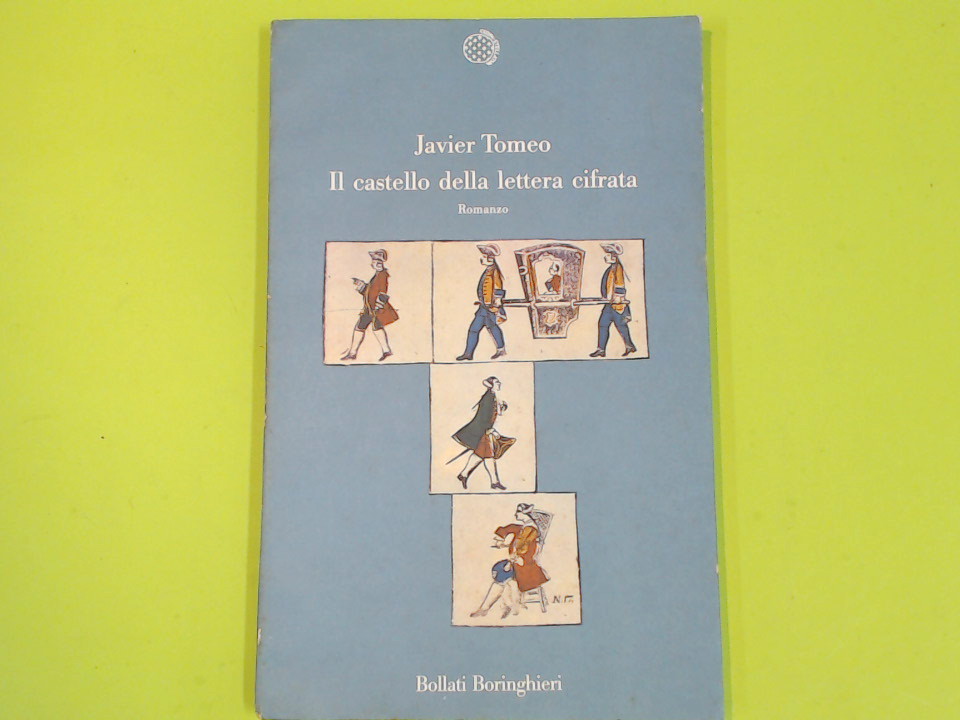 Javier Tomeo
Il castello della lettera cifrata
Romanzo
Bollati Boringhieri